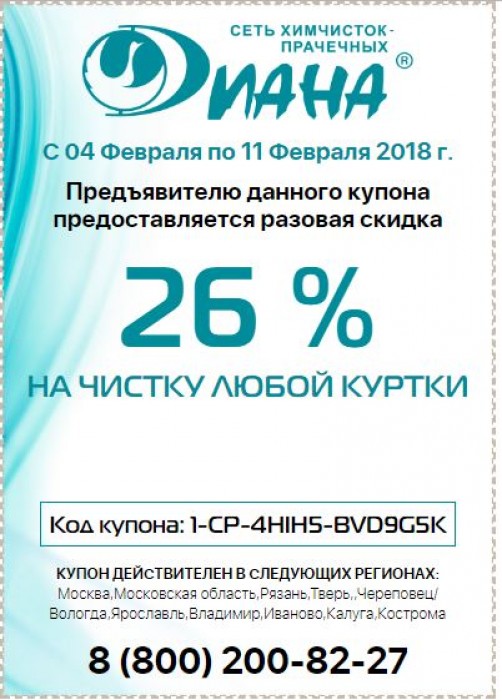 СЕТЬ ХИМЧИСТОК-
ПРАЧЕЧНЫХ
ДИАНА ®
С 04 Февраля по 11 Февраля 2018 г.
Предъявителю данного купона
предоставляется разовая скидка
26 %
НА ЧИСТКУ ЛЮБОЙ КУРТКИ
Код купона: 1-CP-4HIH5-BVD9G5K
КУПОН ДЕЙСТВИТЕЛЕН В СЛЕДУЮЩИХ РЕГИОНАХ:
Москва,Московская область,Рязань,Тверь,,Череповец/
Вологда,Ярославль,Владимир,Иваново,Калуга,Кострома
8 (800) 200-82-27